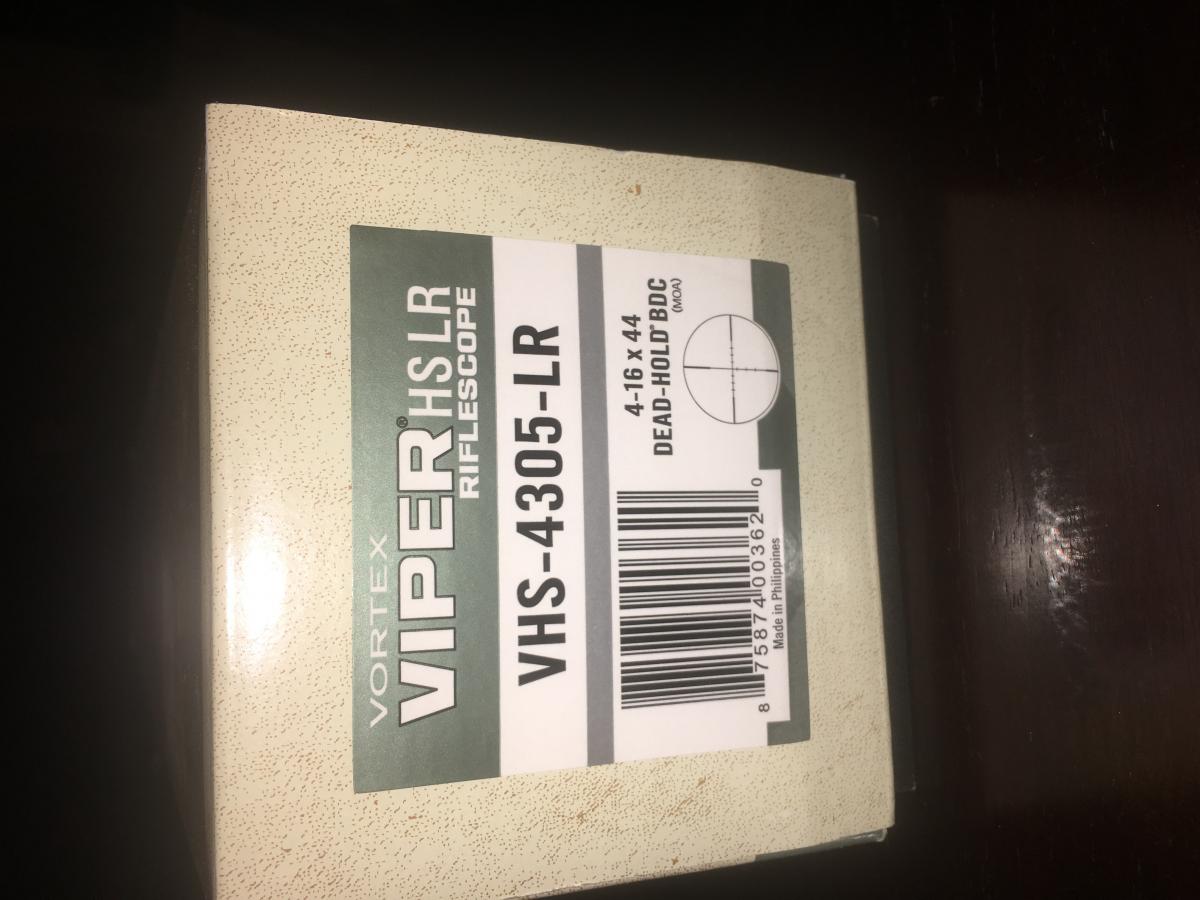 VORTEX
VIPER® HS LR
RIFLESCOPE
VHS-4305-LR
4-16 x 44
DEAD-HOLD® BDC
(MOA)
8 75874 00362 0
Made in Philippines